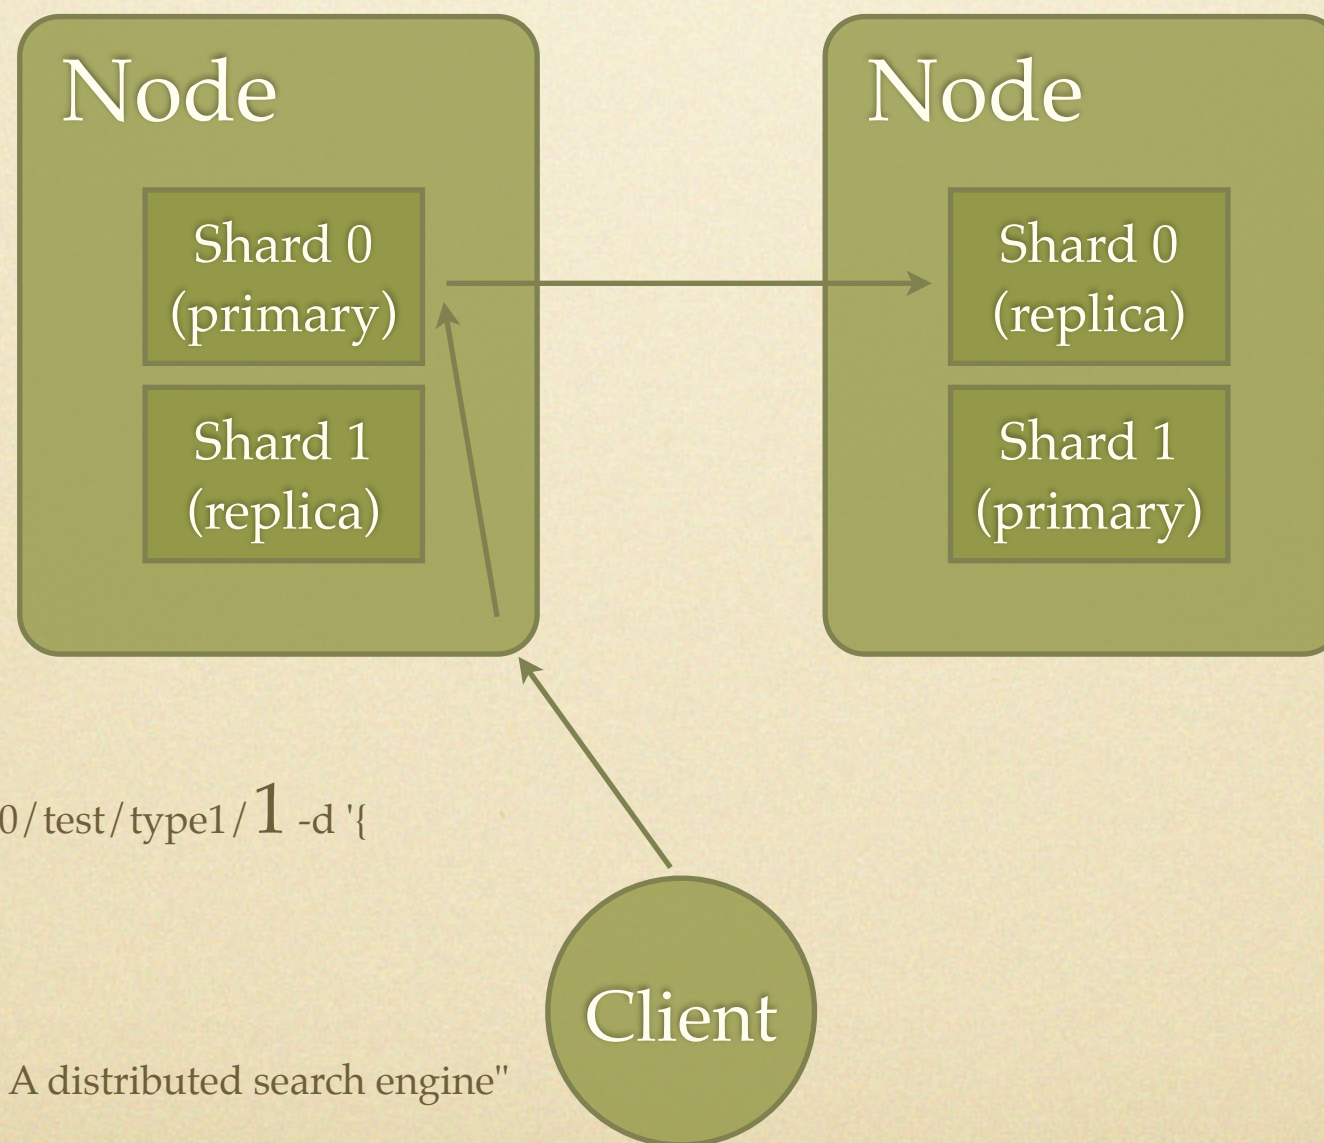 Node
Shard 0
(primary)
Shard 1
(replica)
Node
Shard 0
(replica)
Shard 1
(primary)
0/test/type1/1 -d '{
Client
A distributed search engine"